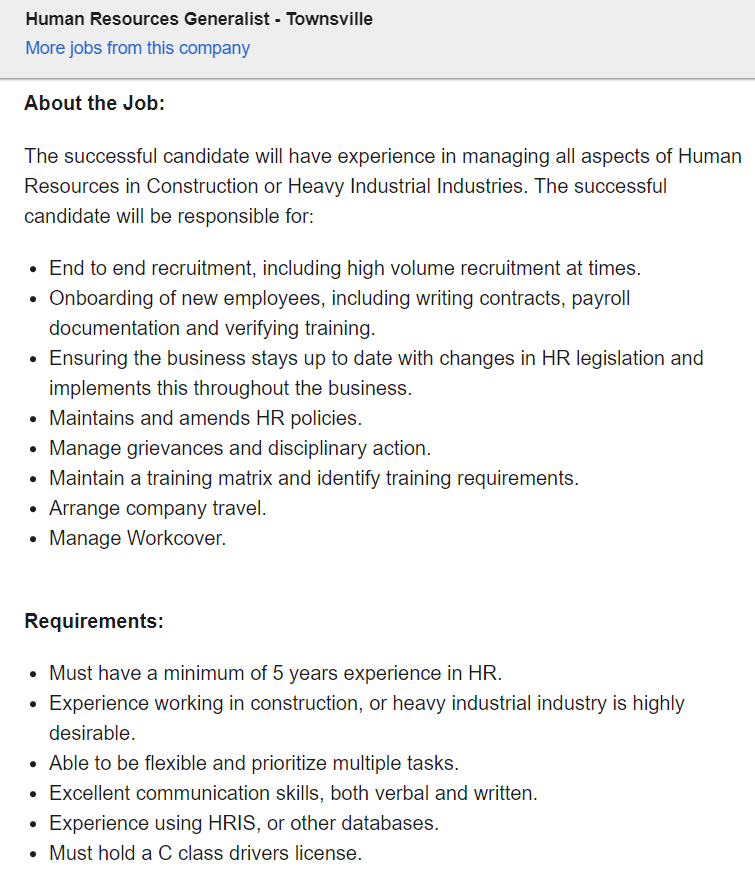 Human Resources Generalist - Townsville
More jobs from this company
About the Job:
The successful candidate will have experience in managing all aspects of Human
Resources in Construction or Heavy Industrial Industries. The successful
candidate will be responsible for:
• End to end recruitment, including high volume recruitment at times.
• Onboarding of new employees, including writing contracts, payroll
documentation and verifying training.
• Ensuring the business stays up to date with changes in HR legislation and
implements this throughout the business.
• Maintains and amends HR policies.
• Manage grievances and disciplinary action.
• Maintain a training matrix and identify training requirements.
• Arrange company travel.
• Manage Workcover.
Requirements:
• Must have a minimum of 5 years experience in HR.
• Experience working in construction, or heavy industrial industry is highly
desirable.
• Able to be flexible and prioritize multiple tasks.
• Excellent communication skills, both verbal and written.
• Experience using HRIS, or other databases.
• Must hold a C class drivers license.